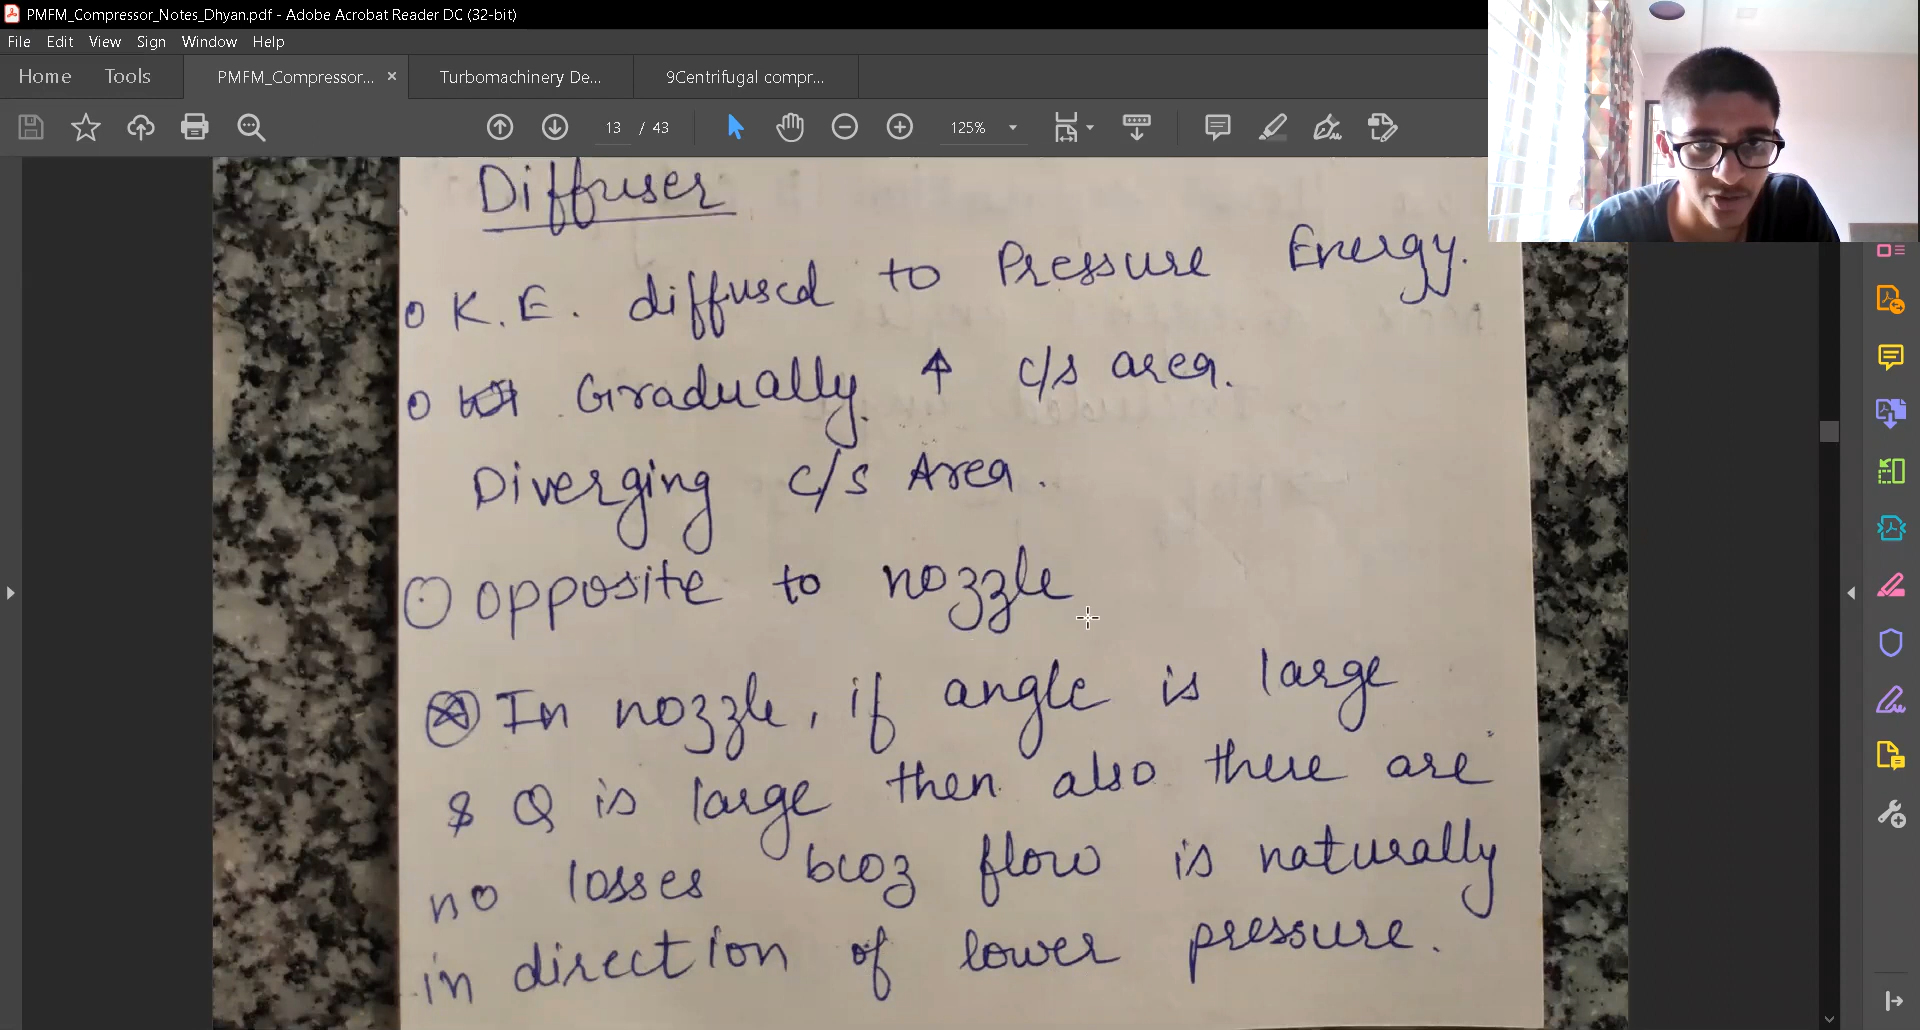 PMFM_Compressor_Notes_Dhyan.pdf - Adobe Acrobat Reader DC (32-bit)
File Edit View Sign Window Help
Home Tools PMFM_Compressor... × Turbomachinery De... 9Centrifugal compr...
13 / 43 125%
Diffuser
K.E. diffused to Pressure Energy.
Gradually ↑ c/s area.
Diverging c/s Area.
opposite to nozzle
In nozzle, if angle is large
& Q is large then also there are
no losses bcoz flow is naturally
in direction of lower pressure.